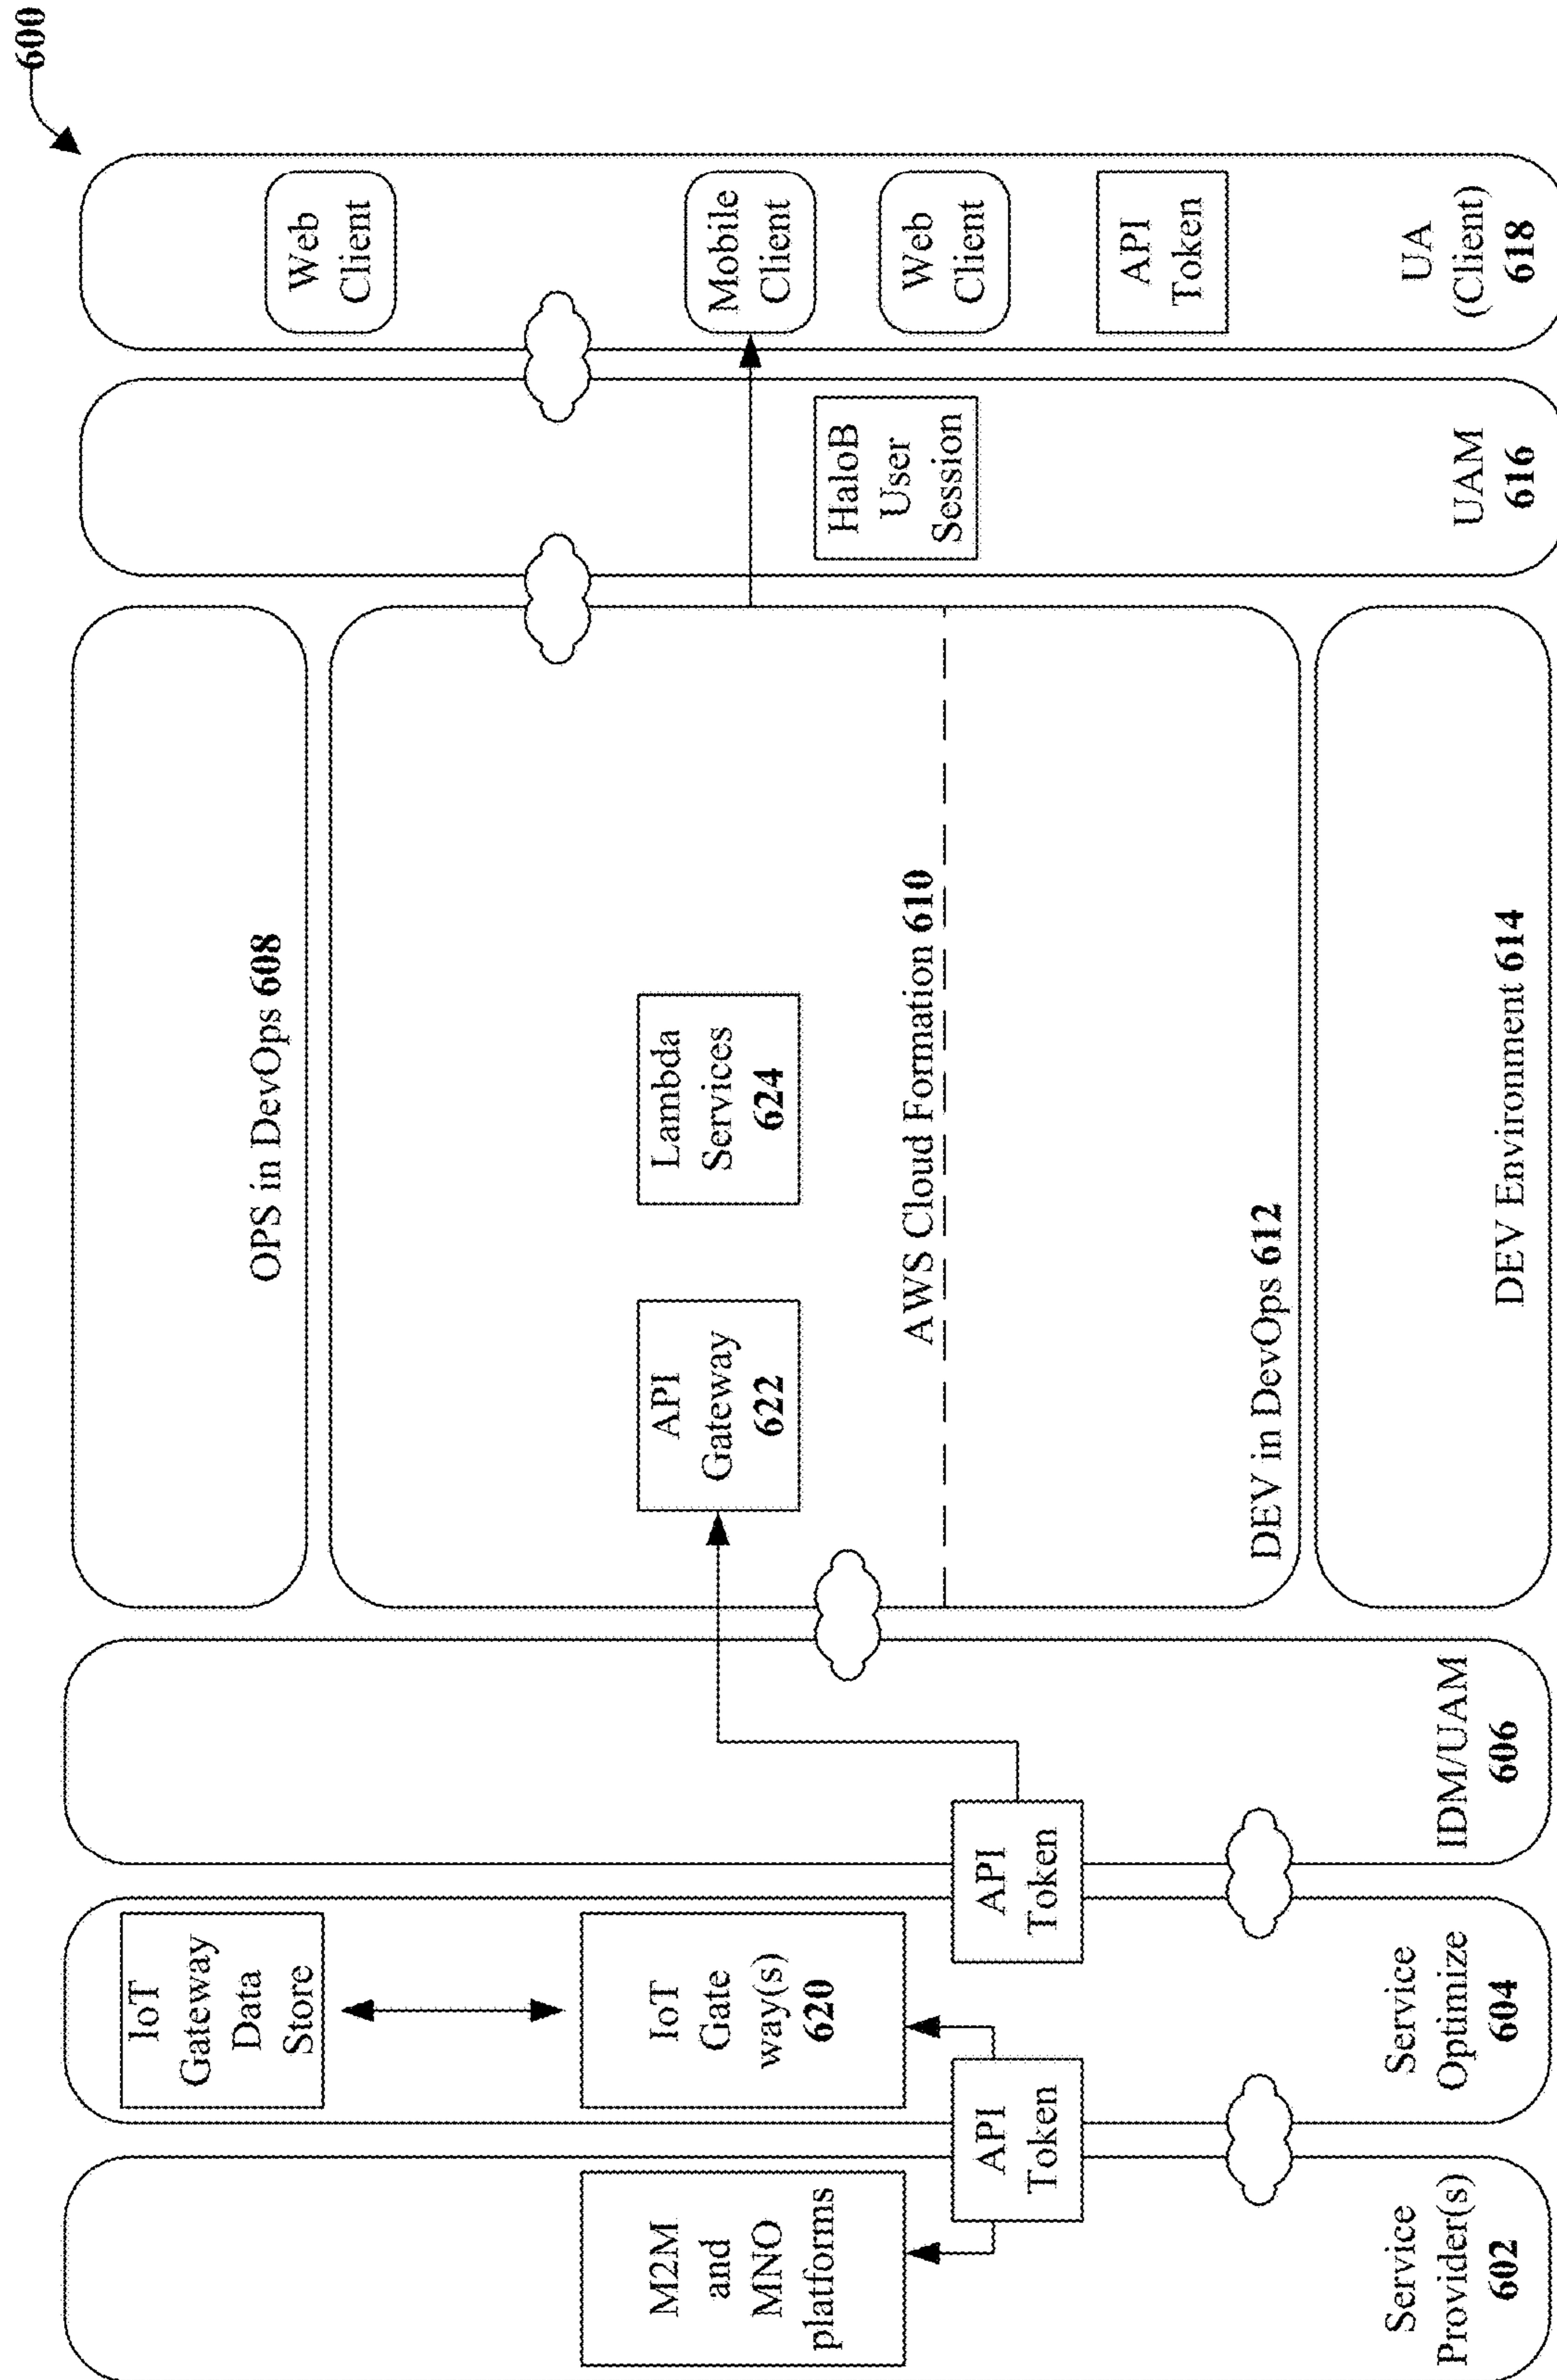 600
M2M
and
MNO
platforms
Service
Provider(s)
602
API
Token
IoT
Gateway
Data
Store
IoT
Gate
way(s)
620
Service
Optimize
604
API
Token
IDM/UAM
606
OPS in DevOps 608
API
Gateway
622
Lambda
Services
624
AWS Cloud Formation 610
DEV in DevOps 612
DEV Environment 614
HaloB
User
Session
UAM
616
Web
Client
Mobile
Client
Web
Client
API
Token
UA
(Client)
618